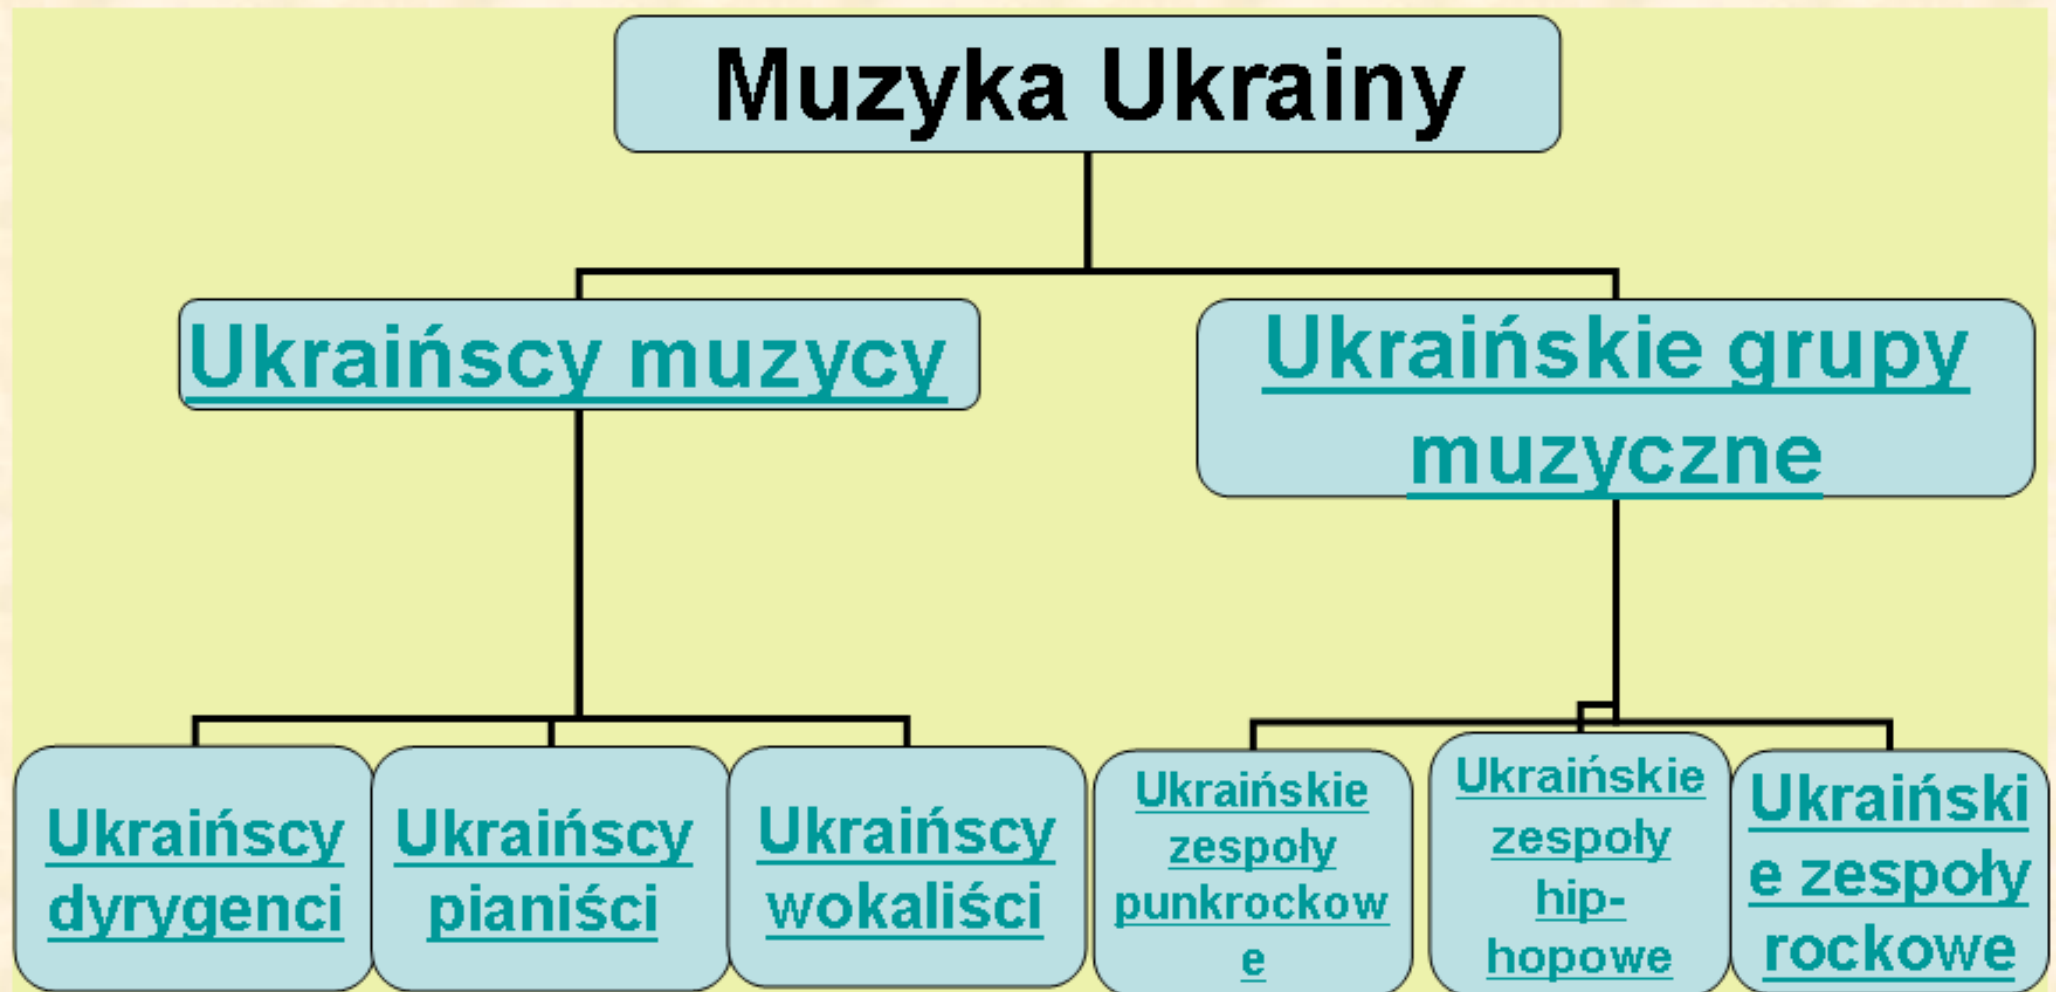 Muzyka Ukrainy
Ukraińscy muzycy
Ukraińskie grupy
muzyczne
Ukraińscy
dyrygenci
Ukraińscy
pianiści
Ukraińscy
wokaliści
Ukraińskie
zespoły
punkrockow
e
Ukraińskie
zespoły
hip-
hopowe
Ukraiński
e zespoły
rockowe